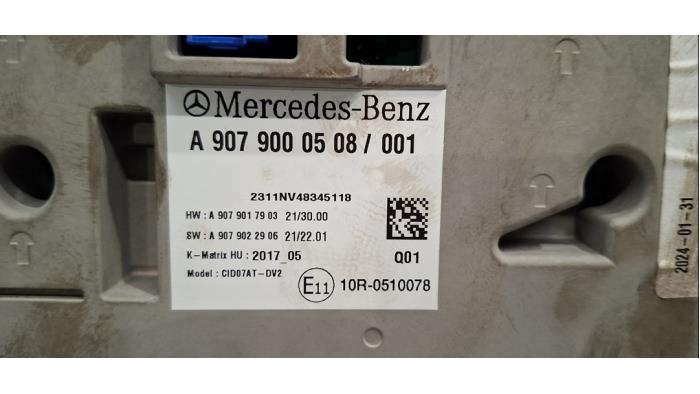 Mercedes-Benz
A 907 900 05 08 / 001
2311NV48345118
HW : A 907 901 79 03 21/30.00
SW : A 907 902 29 06 21/22.01
K-Matrix HU : 2017_05
Q01
Model : CID07AT-DV2
E11 10R-0510078
2024-01-31